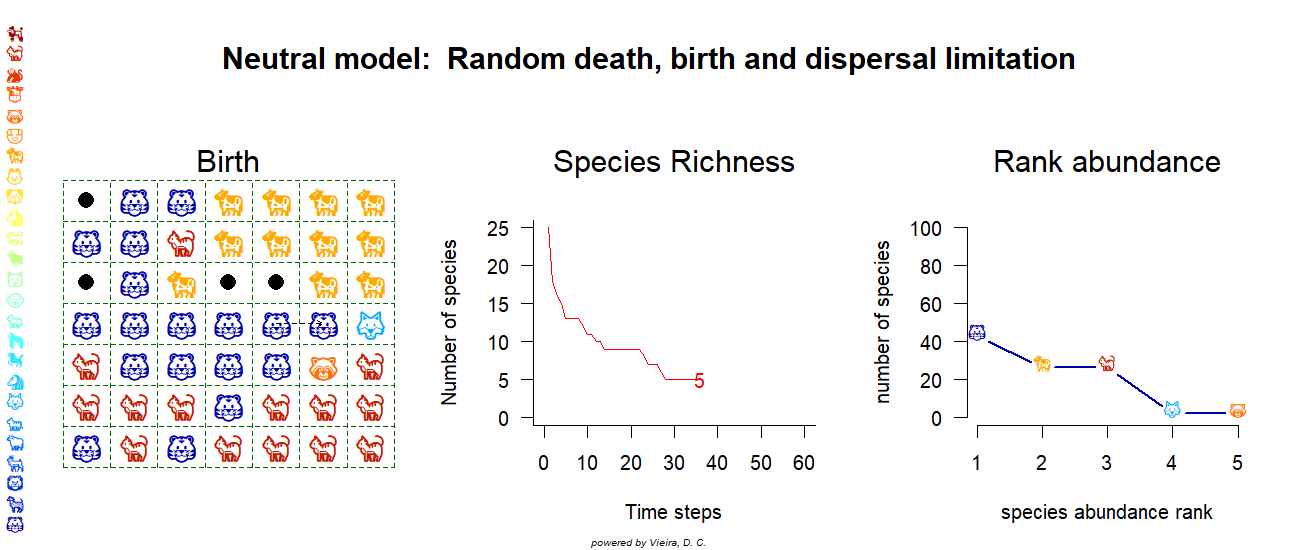 Neutral model:  Random death, birth and dispersal limitation
Birth
Species Richness
Number of species
25
20
15
10
5
0
5
0 10 20 30 40 50 60
Time steps
Rank abundance
number of species
100
80
60
40
20
0
1 2 3 4 5
species abundance rank
powered by Vieira, D. C.